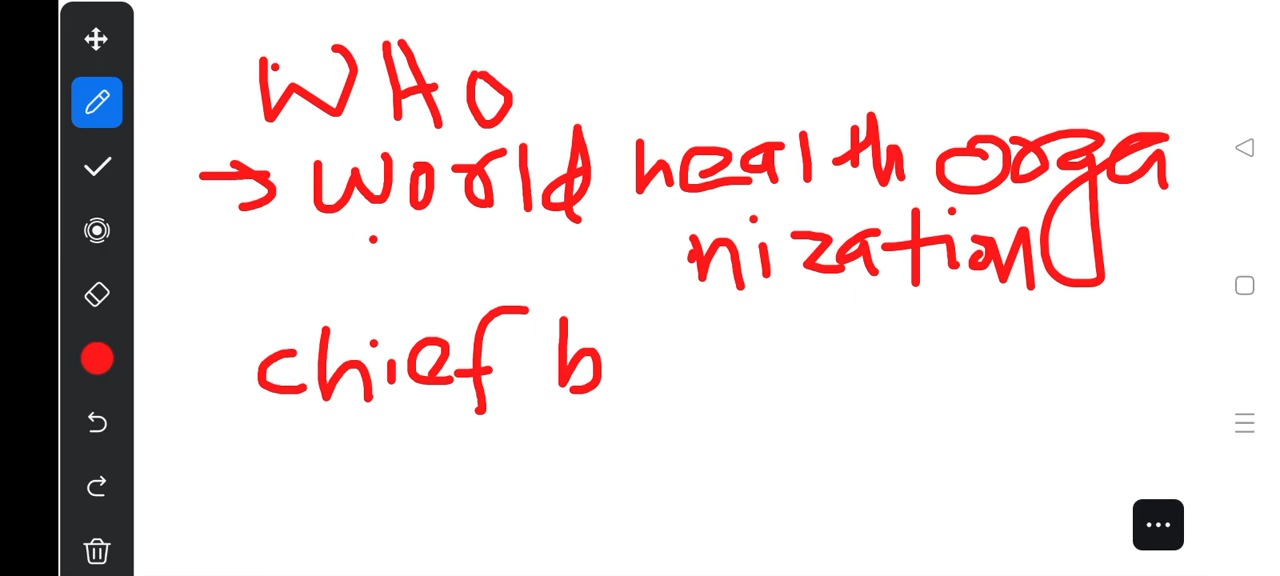 WHO
→ world health orga
nization
chief b